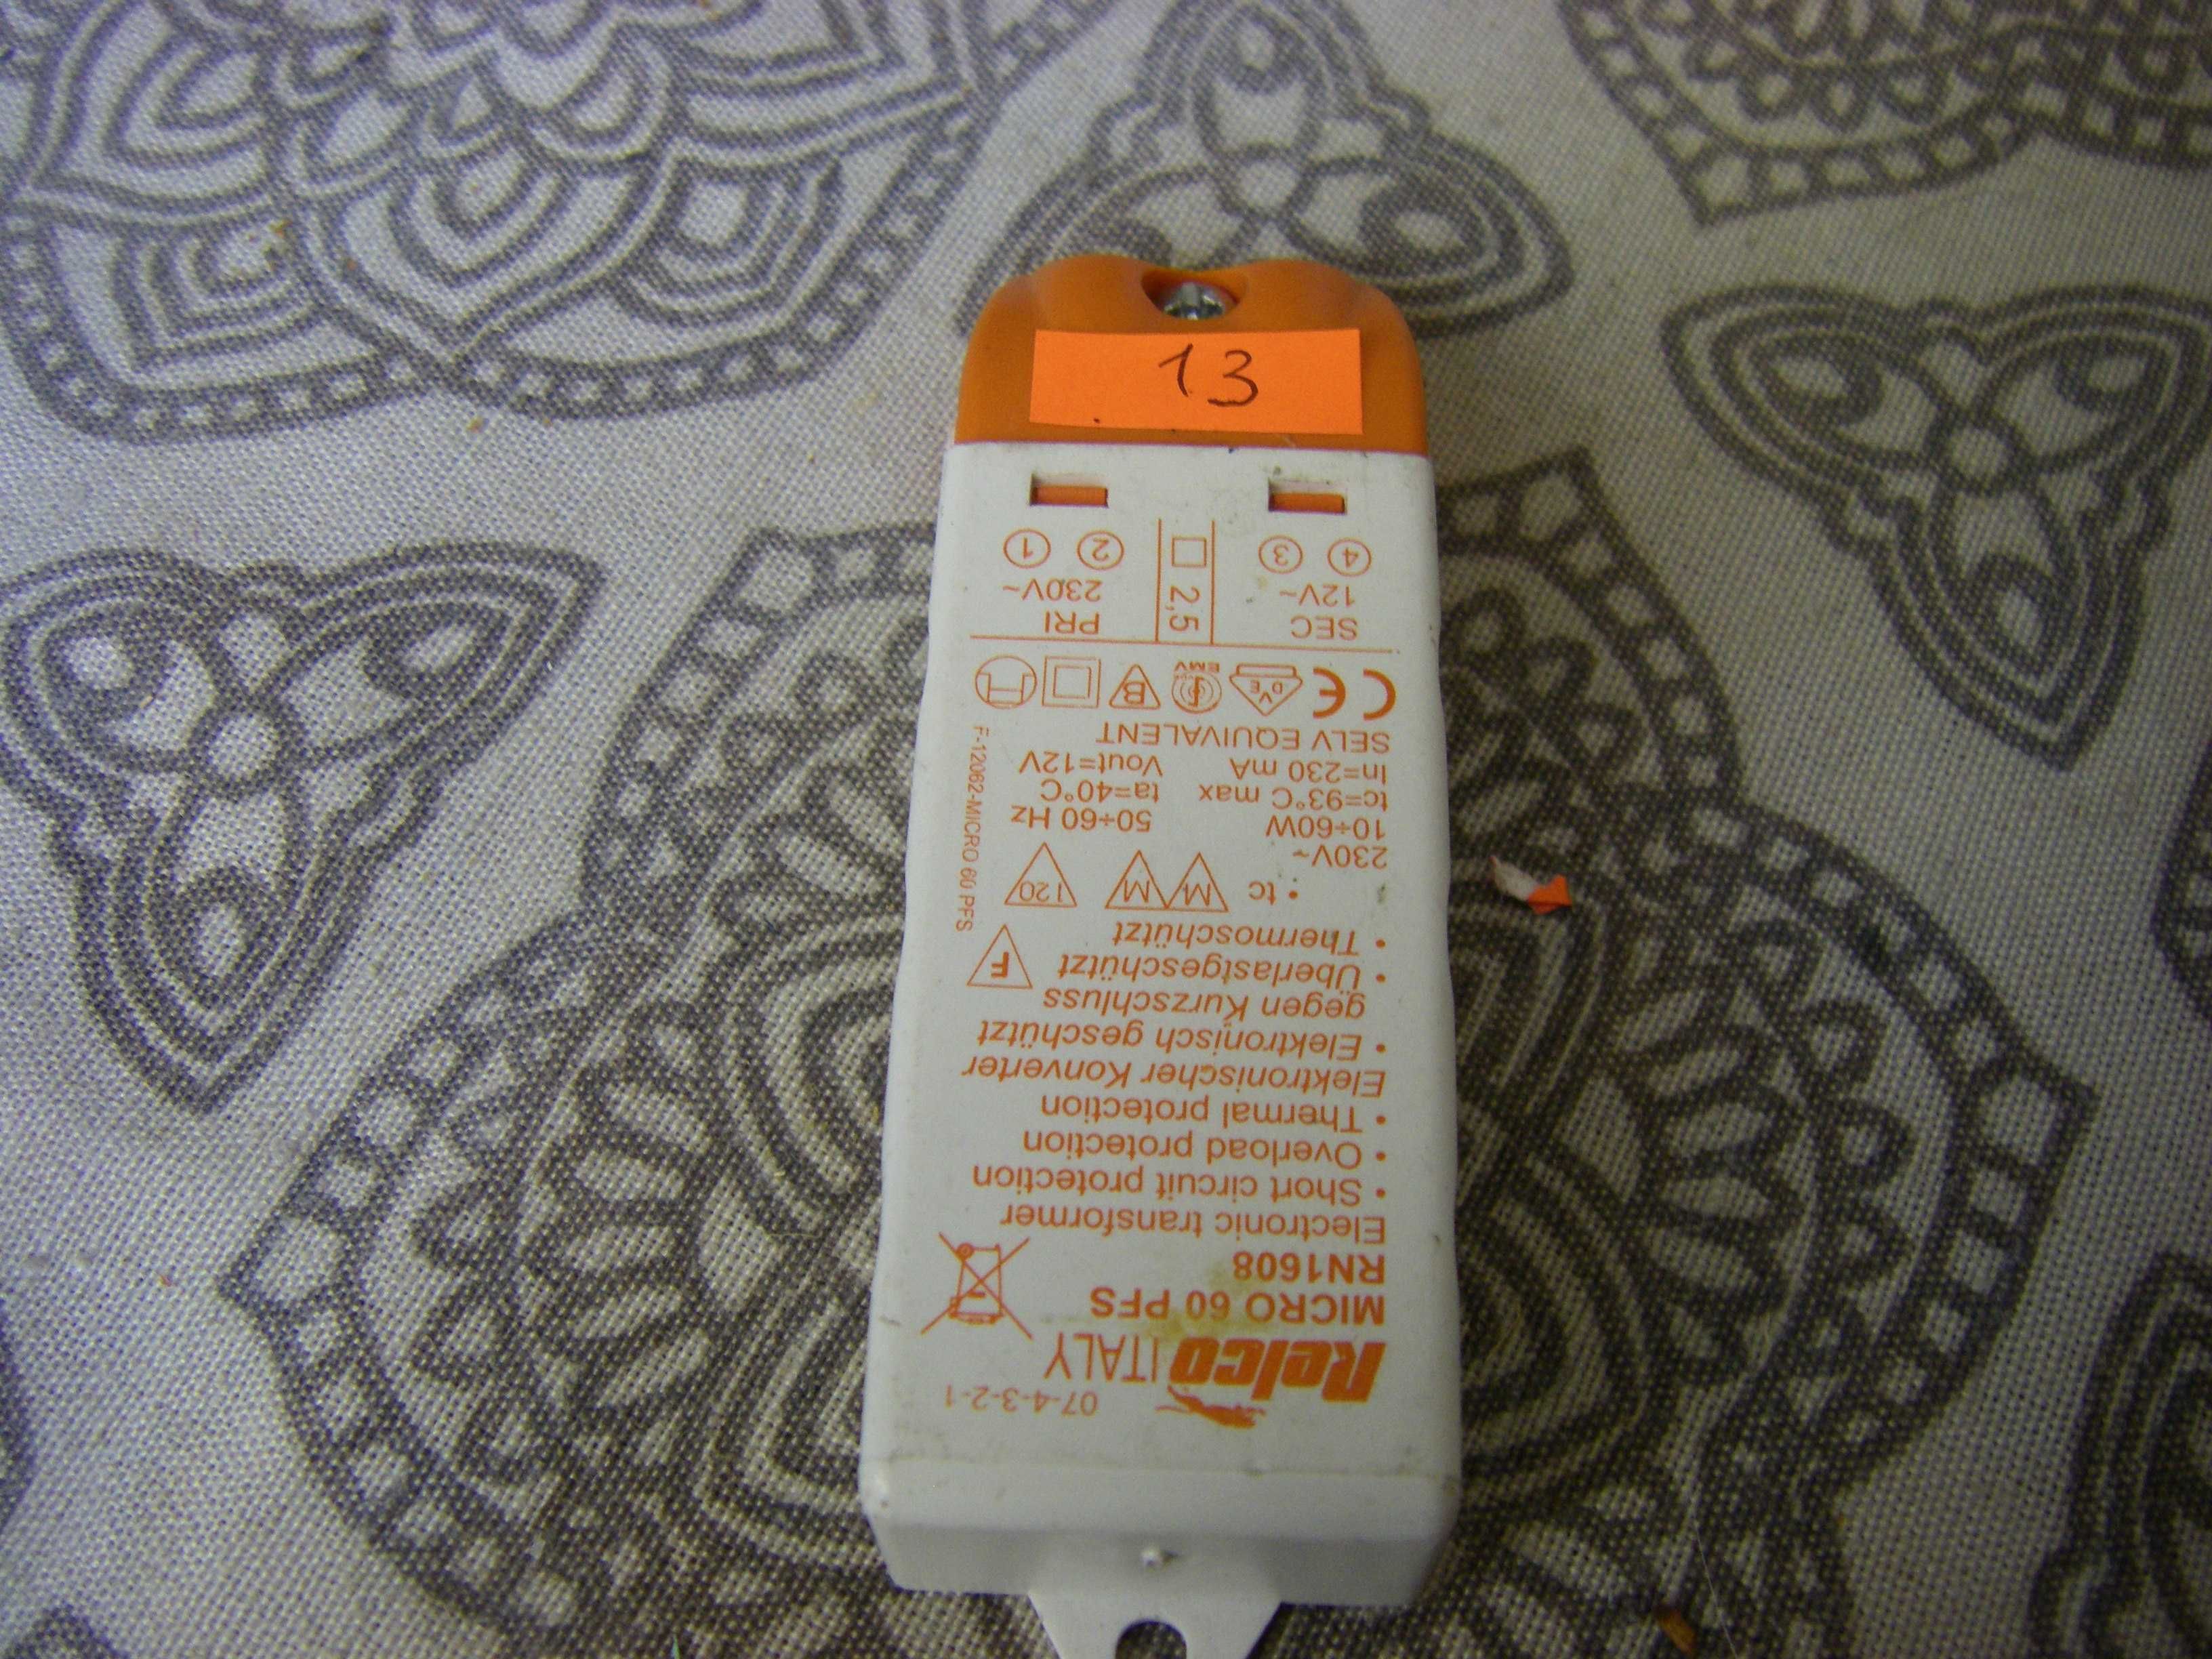 13
07-4-3-2-1
Relco ITALY
MICRO 60 PFS
RN1608
Electronic transformer
• Short circuit protection
• Overload protection
• Thermal protection
Elektronischer Konverter
• Elektronisch geschützt
gegen Kurzschluss
• Überlastgeschützt
F
• Thermoschützt
• tc M M 120
230V~
10÷60W 50÷60 Hz
tc=93°C max ta=40°C
In=230 mA Vout=12V
SELV EQUIVALENT
F-12062-MICRO 60 PFS
CE DVE EMV B
SEC 2,5 PRI
12V~ 230V~
4 3 2 1